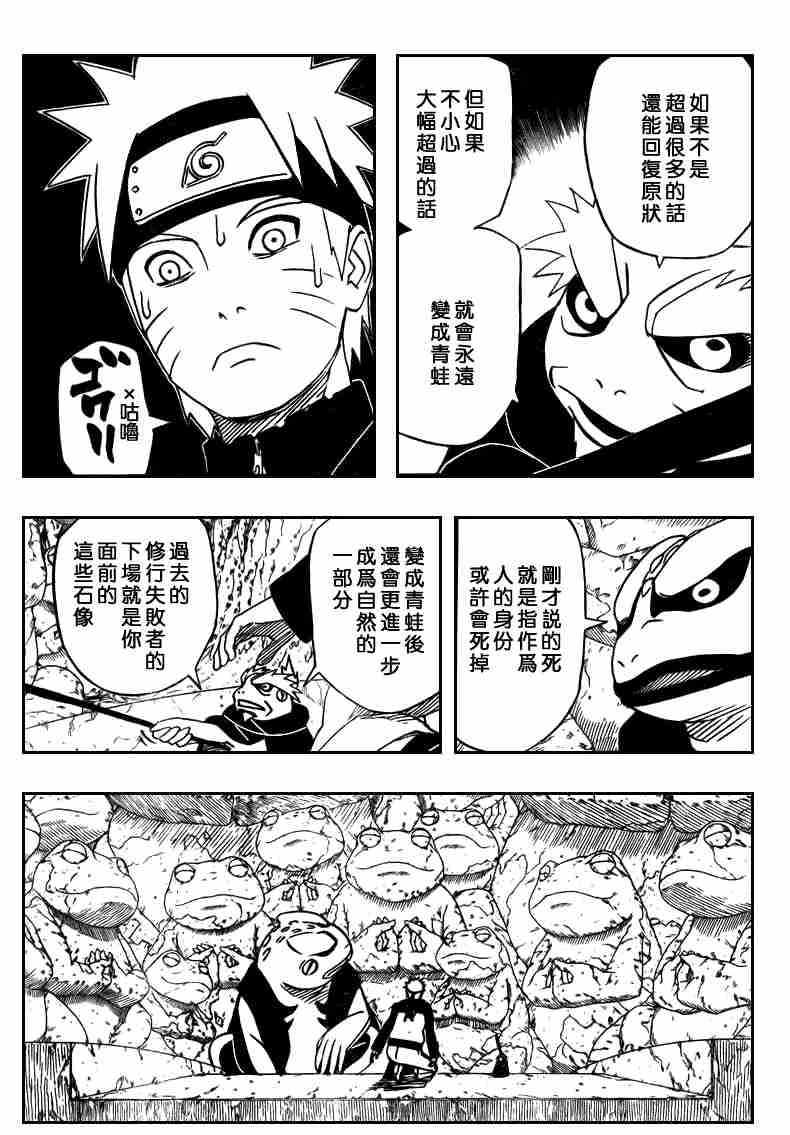 如果不是
超過很多的話
還能回復原狀
但如果
不小心
大幅超過的話
就會永遠
變成青蛙
×咕嚕
ゴクリ
剛才説的死
就是指作爲
人的身份
或許會死掉
變成青蛙後
還會更進一步
成爲自然的
一部分
過去的
修行失敗者的
下場就是你
面前的
這些石像